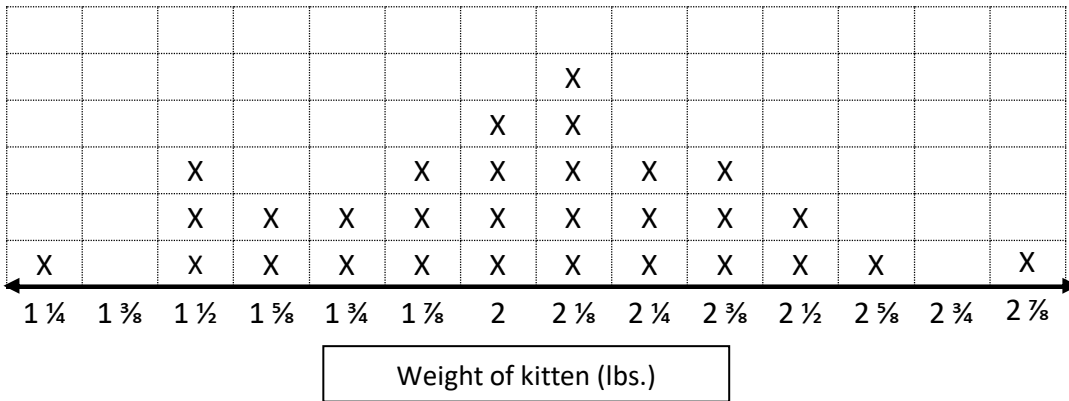 X
X X
X X X X X X
X X X X X X X X X
X X X X X X X X X X X X
1 ¼ 1 ⅜ 1 ½ 1 ⅝ 1 ¾ 1 ⅞ 2 2 ⅛ 2 ¼ 2 ⅜ 2 ½ 2 ⅝ 2 ¾ 2 ⅞
Weight of kitten (lbs.)